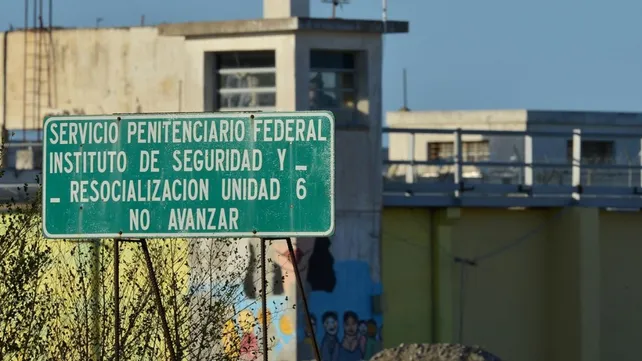 SERVICIO PENITENCIARIO FEDERAL
INSTITUTO DE SEGURIDAD Y _
_ RESOCIALIZACION UNIDAD 6
NO AVANZAR